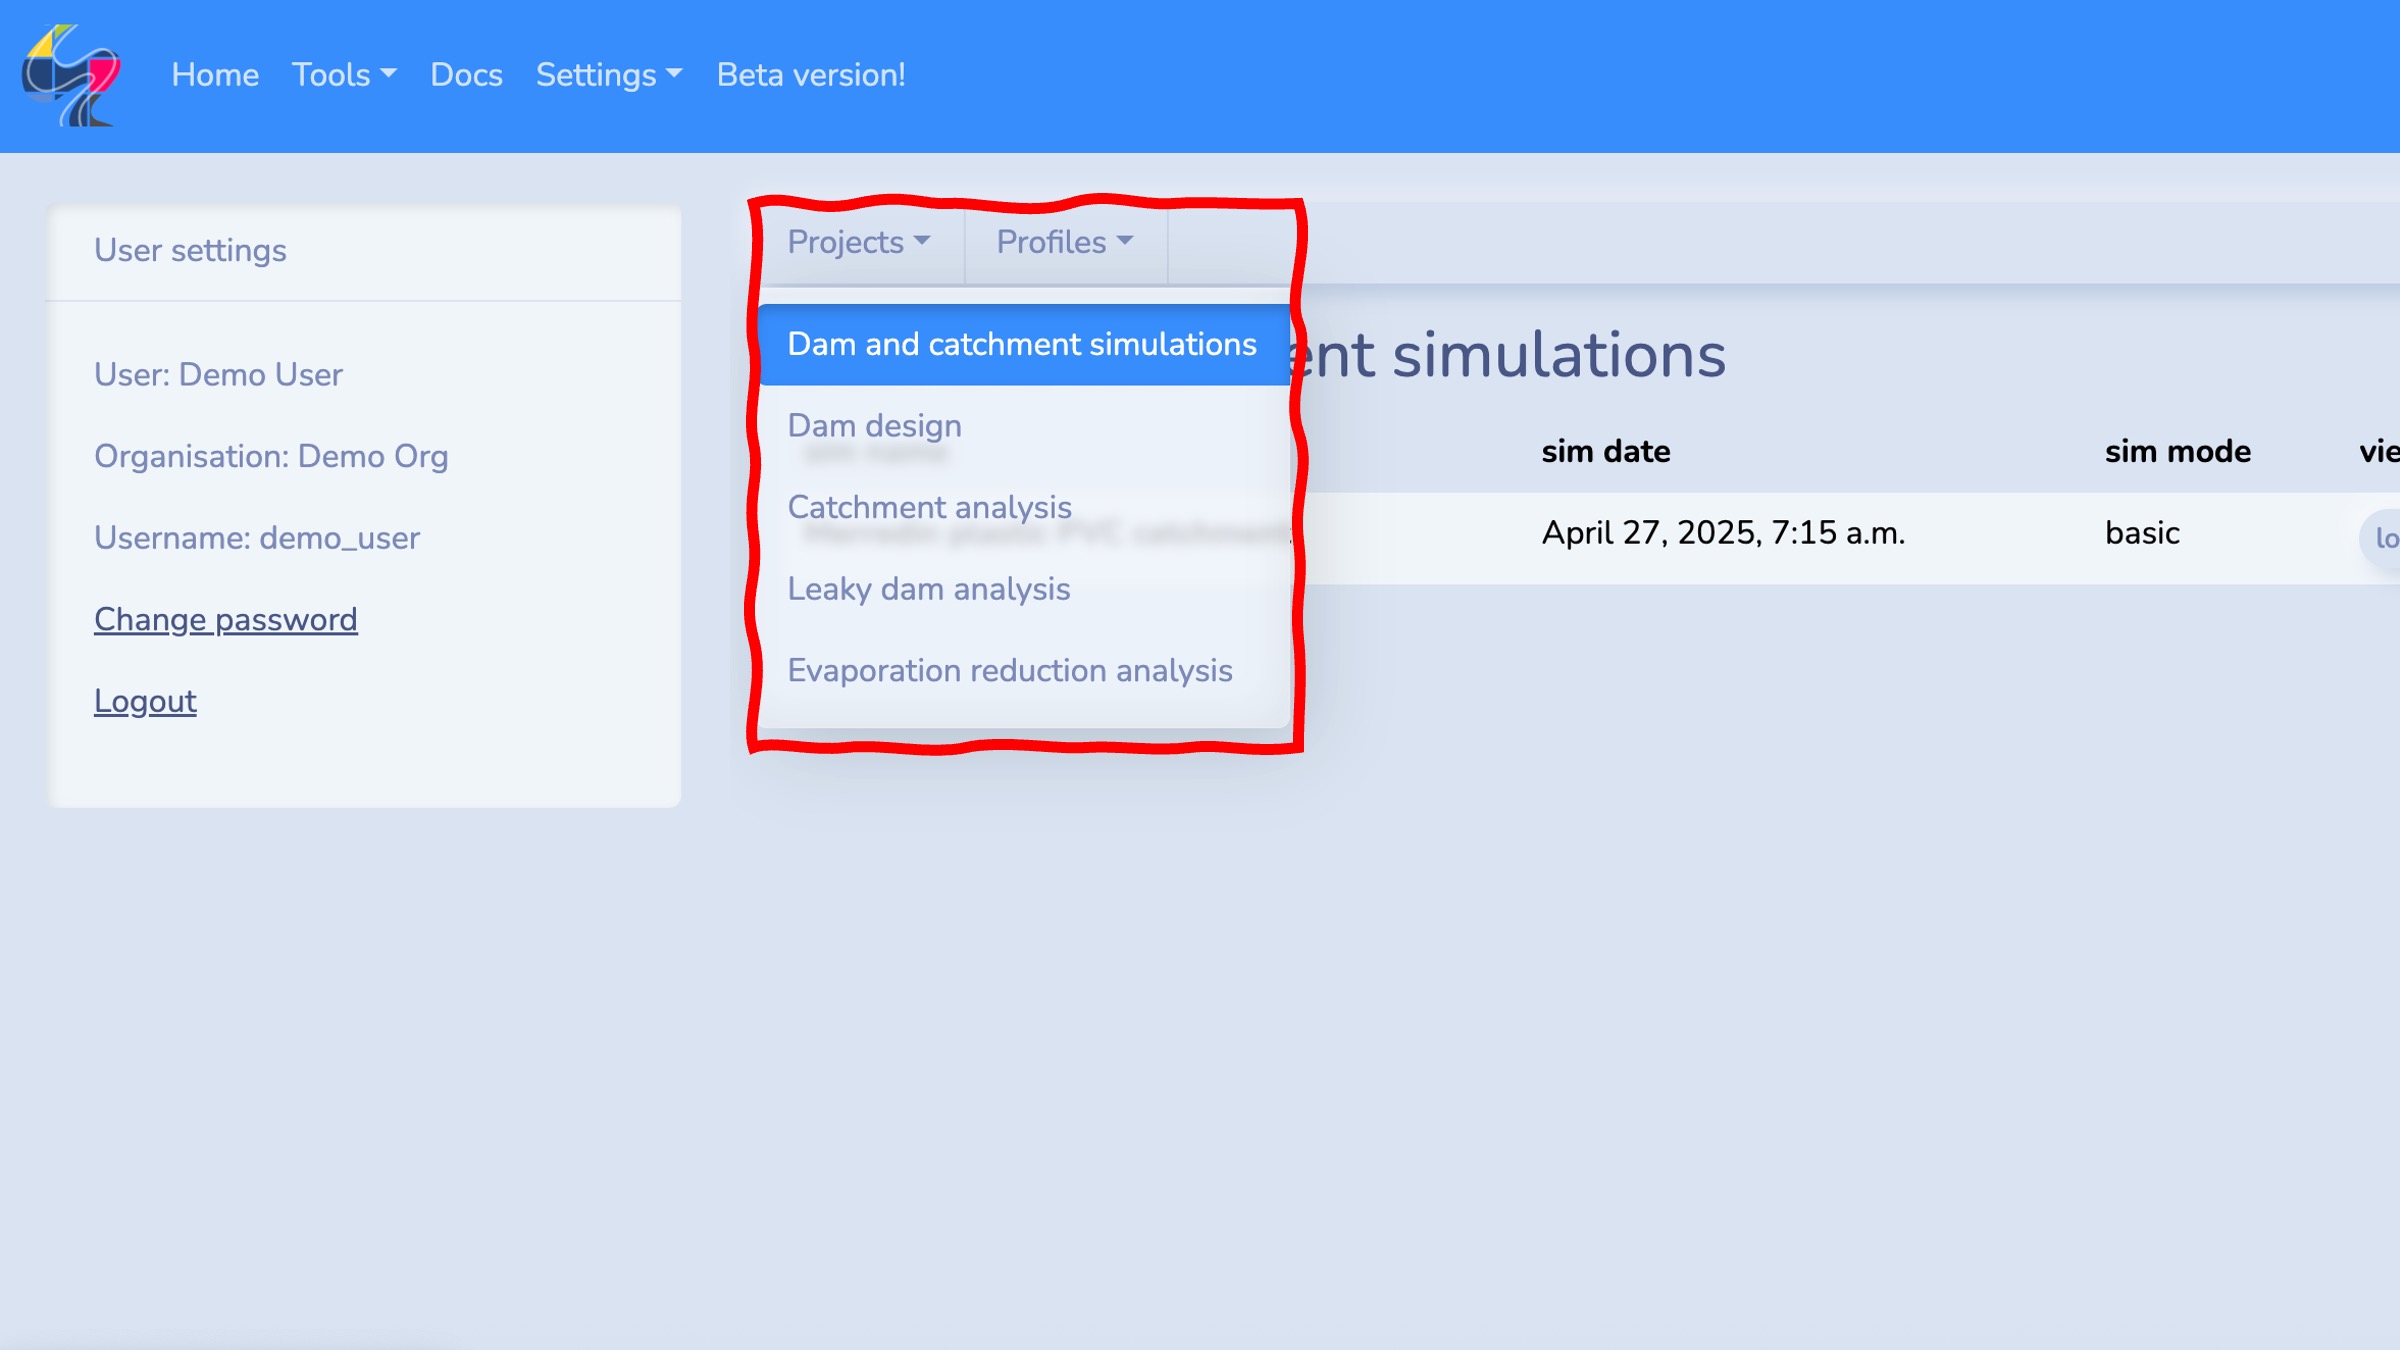 Home Tools Docs Settings Beta version!
User settings
User: Demo User
Organisation: Demo Org
Username: demo_user
Change password
Logout
Projects Profiles
Dam and catchment simulations
Dam design
Catchment analysis
Leaky dam analysis
Evaporation reduction analysis
ent simulations
sim date sim mode vie
April 27, 2025, 7:15 a.m. basic lo